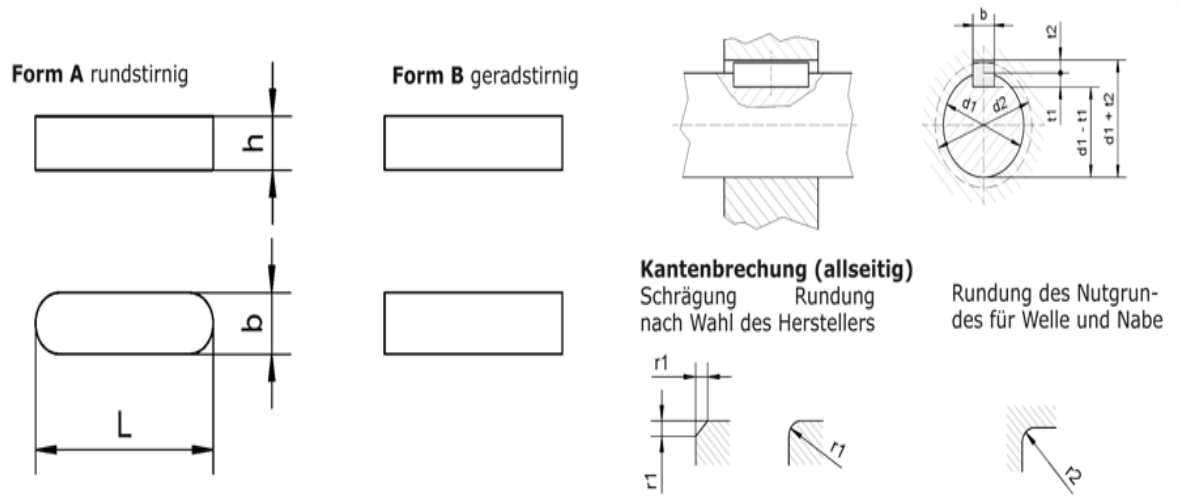 Form A rundstirnig
Form B geradstirnig
h
b
L
b
t2
t1
d1
d2
d1 - t1
d1 + t2
Kantenbrechung (allseitig)
Schrägung Rundung
nach Wahl des Herstellers
Rundung des Nutgrun-
des für Welle und Nabe
r1
r1
r1
r2